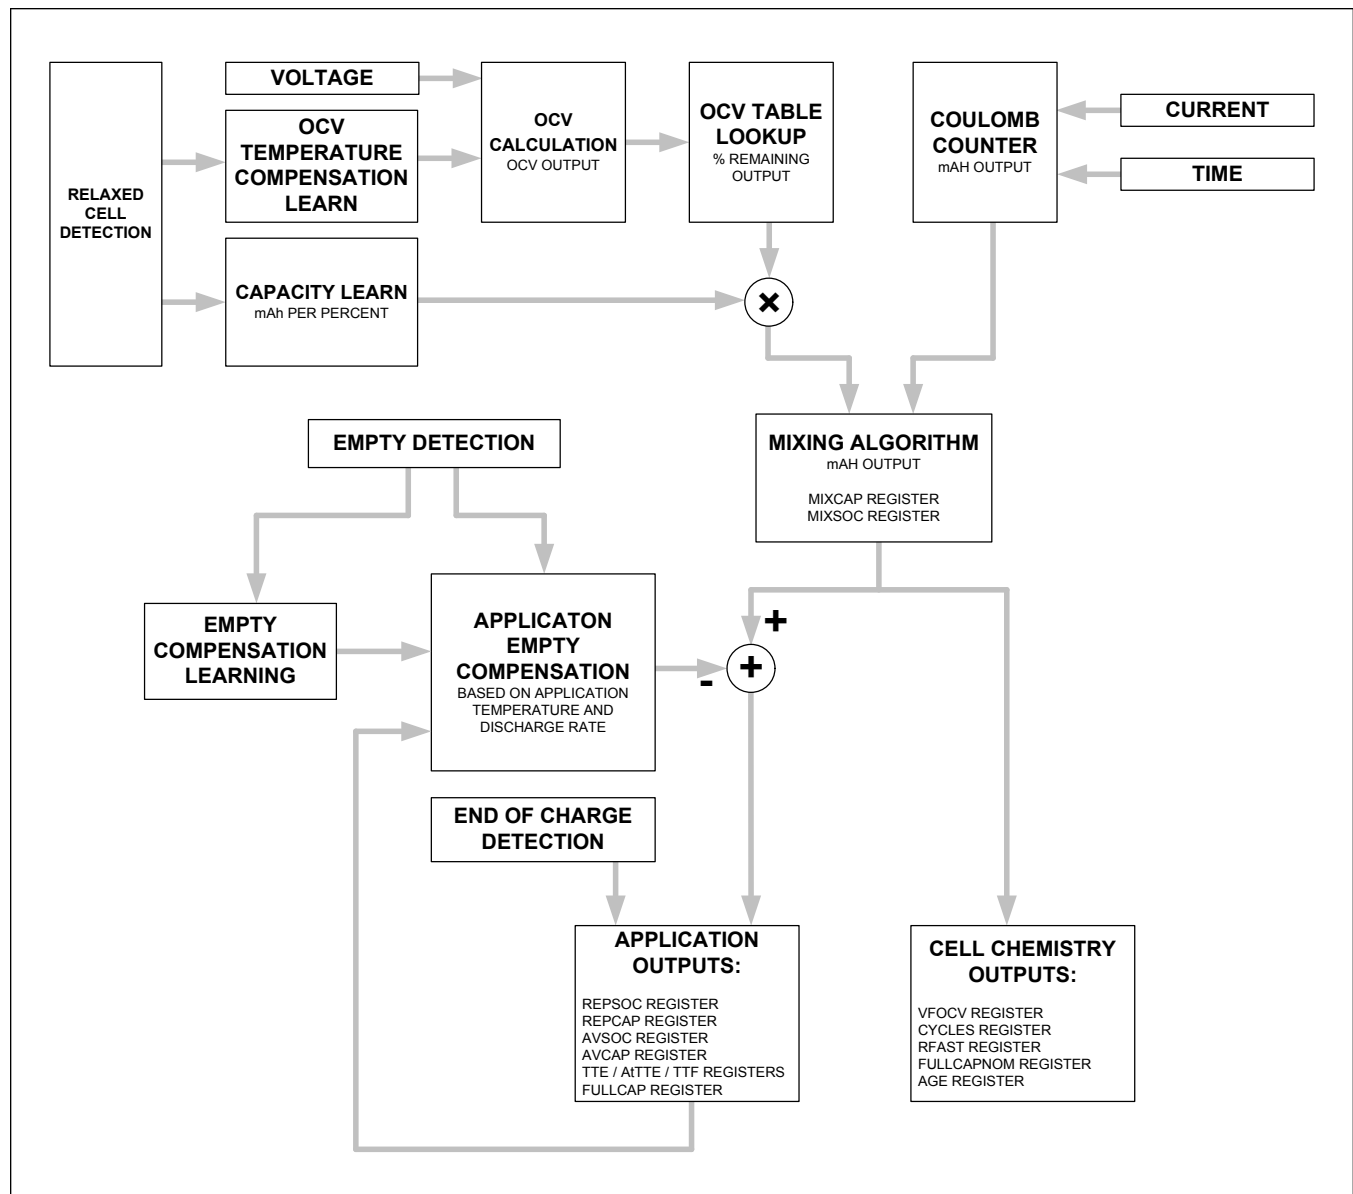 VOLTAGE
OCV
TEMPERATURE
COMPENSATION
LEARN
RELAXED
CELL
DETECTION
CAPACITY LEARN
mAh PER PERCENT
OCV
CALCULATION
OCV OUTPUT
OCV TABLE
LOOKUP
% REMAINING
OUTPUT
COULOMB
COUNTER
mAH OUTPUT
CURRENT
TIME
×
EMPTY DETECTION
MIXING ALGORITHM
mAH OUTPUT
MIXCAP REGISTER
MIXSOC REGISTER
EMPTY
COMPENSATION
LEARNING
APPLICATON
EMPTY
COMPENSATION
BASED ON APPLICATION
TEMPERATURE AND
DISCHARGE RATE
+
+
-
END OF CHARGE
DETECTION
APPLICATION
OUTPUTS:
REPSOC REGISTER
REPCAP REGISTER
AVSOC REGISTER
AVCAP REGISTER
TTE / AtTTE / TTF REGISTERS
FULLCAP REGISTER
CELL CHEMISTRY
OUTPUTS:
VFOCV REGISTER
CYCLES REGISTER
RFAST REGISTER
FULLCAPNOM REGISTER
AGE REGISTER